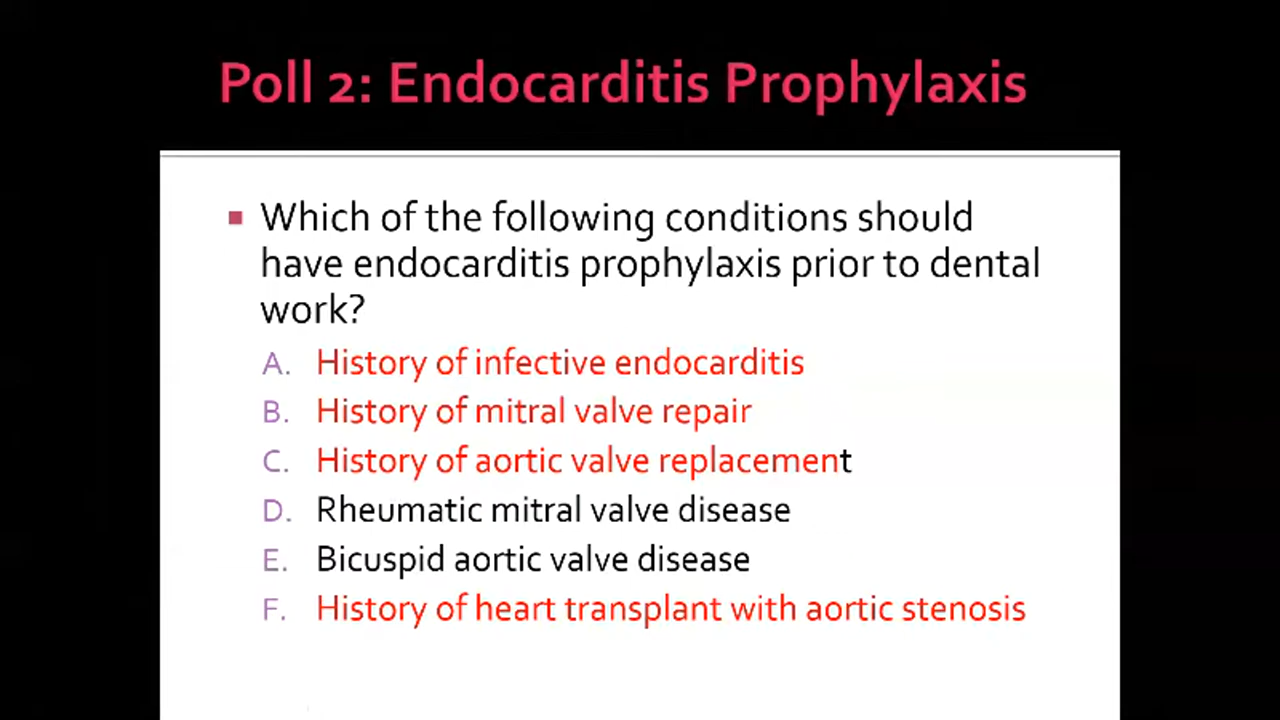 Poll 2: Endocarditis Prophylaxis
▪ Which of the following conditions should
have endocarditis prophylaxis prior to dental
work?
A. History of infective endocarditis
B. History of mitral valve repair
C. History of aortic valve replacement
D. Rheumatic mitral valve disease
E. Bicuspid aortic valve disease
F. History of heart transplant with aortic stenosis